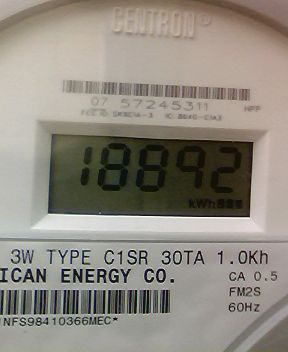 CENTRON®
07 57245311 HPP
18892
kWh
3W TYPE C1SR 30TA 1.0Kh
ICAN ENERGY CO. CA 0.5
FM2S
60Hz
NFS98410366MEC*